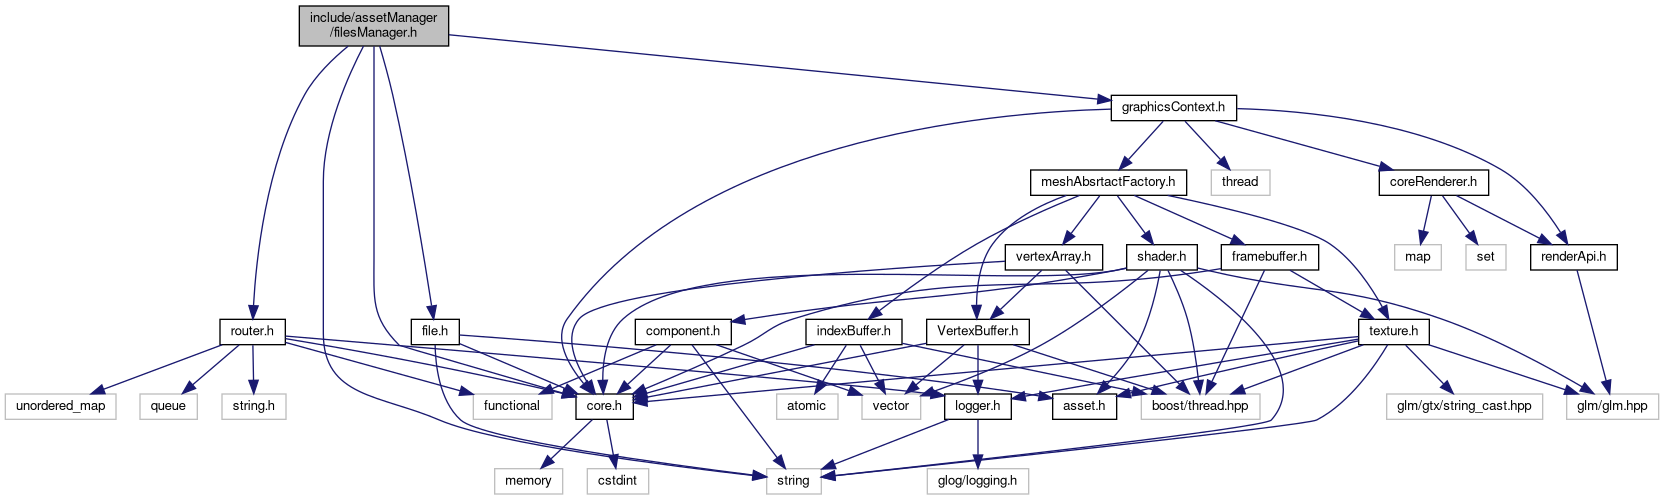 include/assetManager
/filesManager.h
graphicsContext.h
meshAbsrtactFactory.h
thread
coreRenderer.h
vertexArray.h
shader.h
framebuffer.h
map
set
renderApi.h
router.h
file.h
component.h
indexBuffer.h
VertexBuffer.h
texture.h
unordered_map
queue
string.h
functional
core.h
atomic
vector
logger.h
asset.h
boost/thread.hpp
glm/gtx/string_cast.hpp
glm/glm.hpp
memory
cstdint
string
glog/logging.h